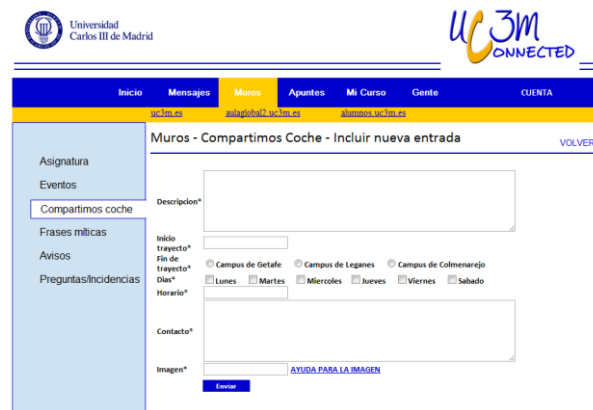 Universidad
Carlos III de Madrid
UC3M
CONNECTED
Inicio Mensajes Muros Apuntes Mi Curso Gente CUENTA
uc3m.es aulaglobal2.uc3m.es alumnos.uc3m.es
Muros - Compartimos Coche - Incluir nueva entrada
VOLVER
Asignatura
Eventos
Compartimos coche
Frases míticas
Avisos
Preguntas/Incidencias
Descripcion*
Inicio
trayecto*
Fin de
trayecto*
Campus de Getafe Campus de Leganes Campus de Colmenarejo
Dias* Lunes Martes Miercoles Jueves Viernes Sabado
Horario*
Contacto*
Imagen* AYUDA PARA LA IMAGEN
Enviar